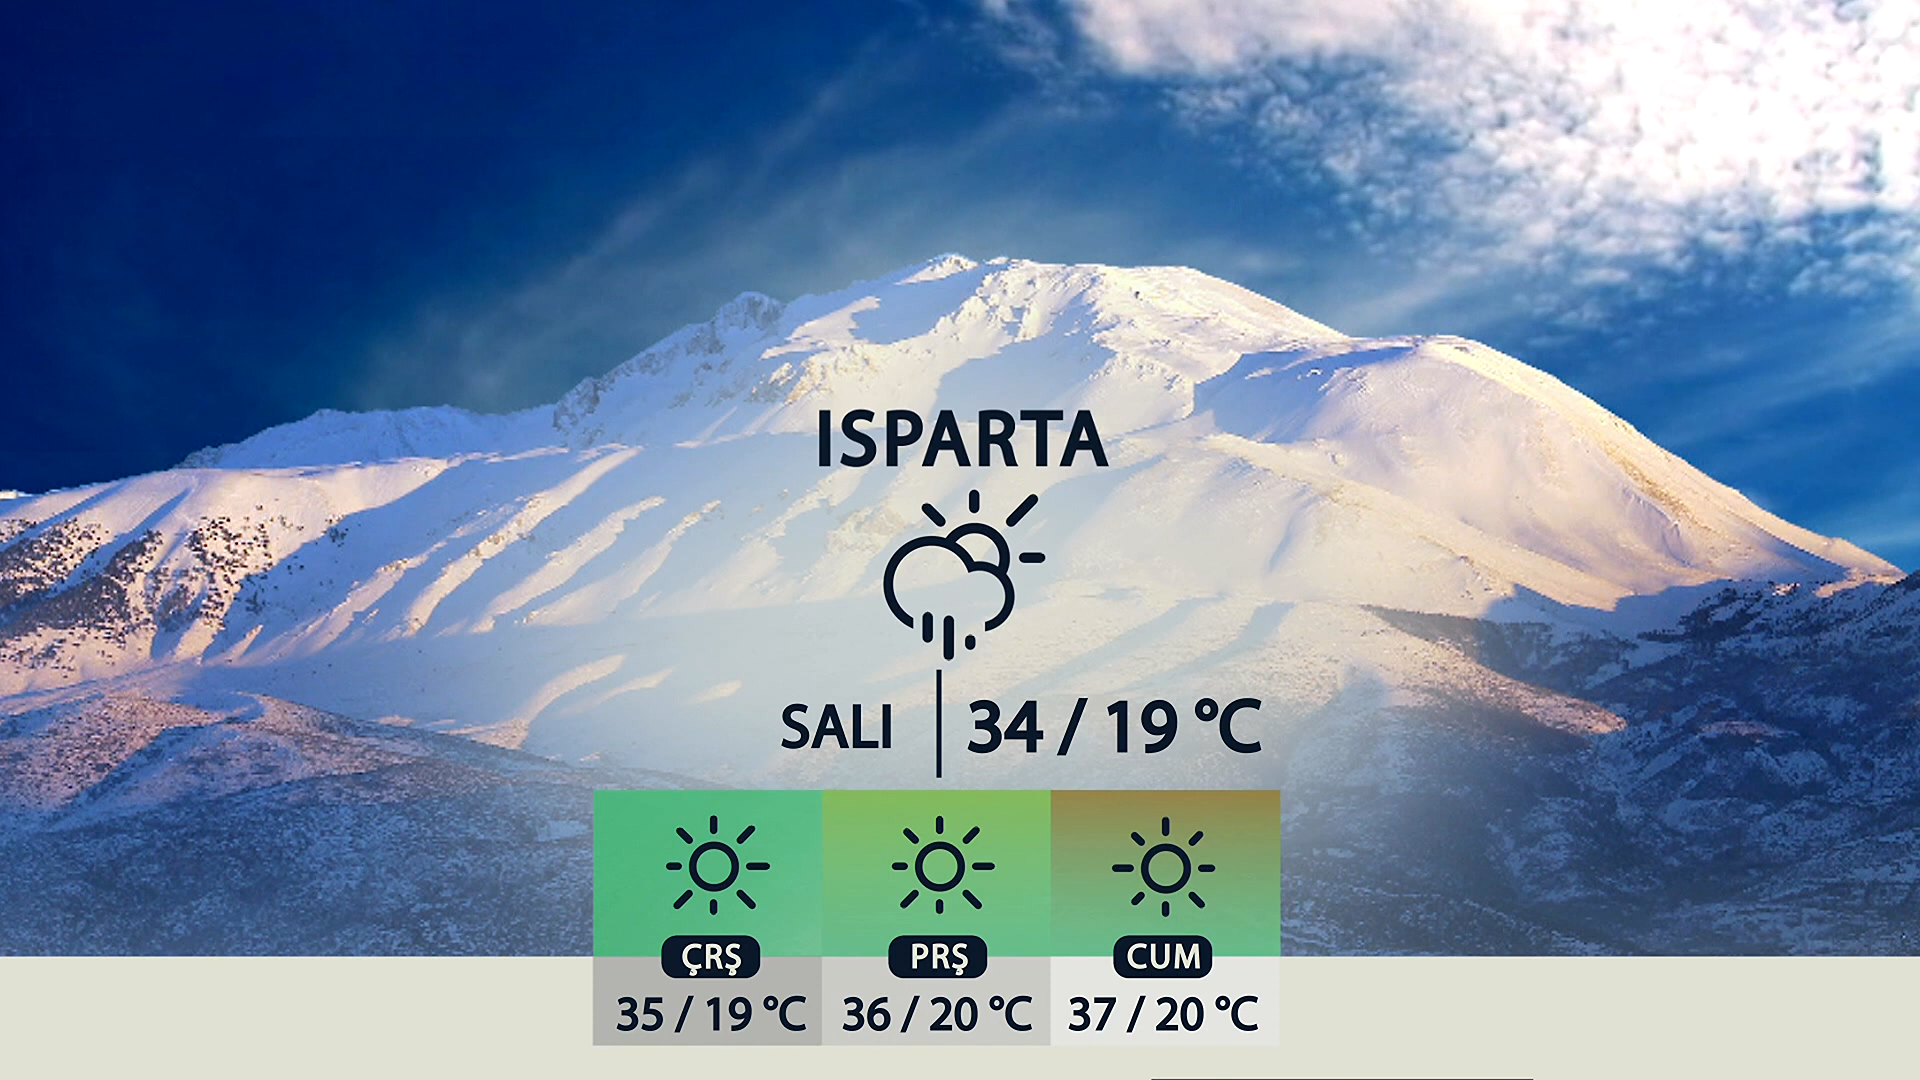 ISPARTA
SALI 34 / 19 °C
ÇRŞ PRŞ CUM
35 / 19 °C 36 / 20 °C 37 / 20 °C